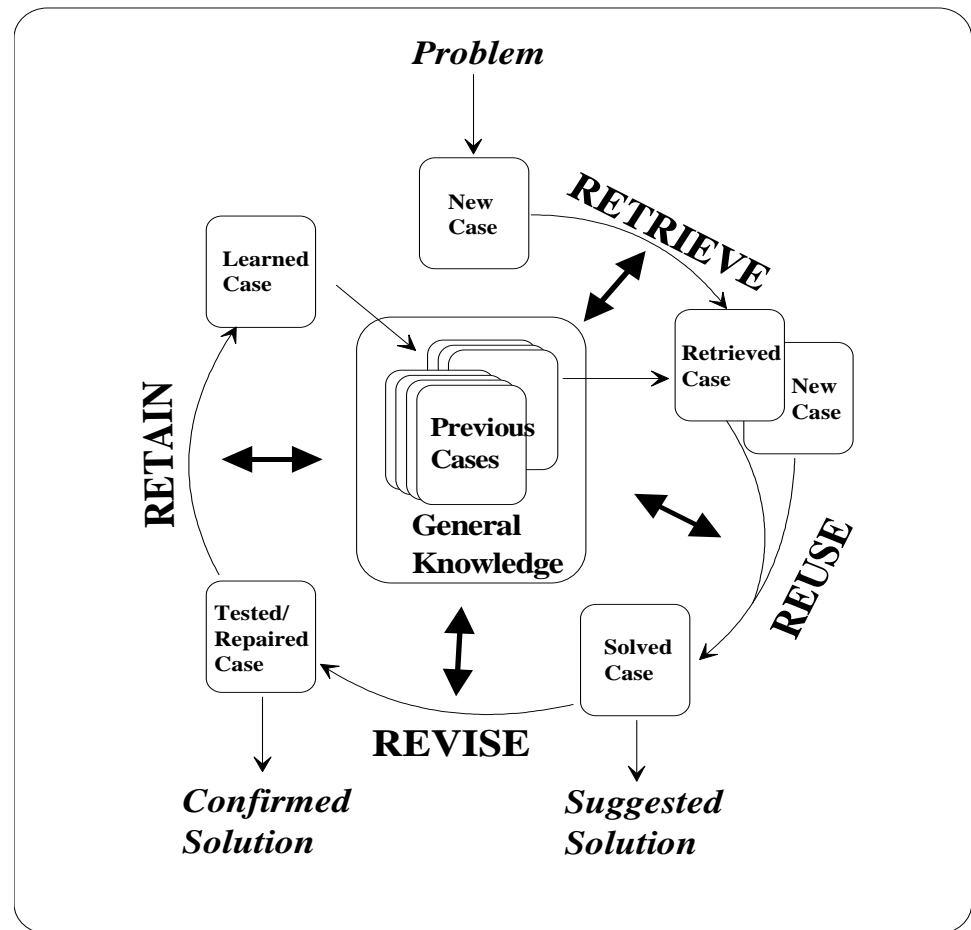 Problem
New
Case
RETRIEVE
Learned
Case
Retrieved
Case
New
Case
Previous
Cases
General
Knowledge
RETAIN
REUSE
Tested/
Repaired
Case
Solved
Case
REVISE
Confirmed
Solution
Suggested
Solution